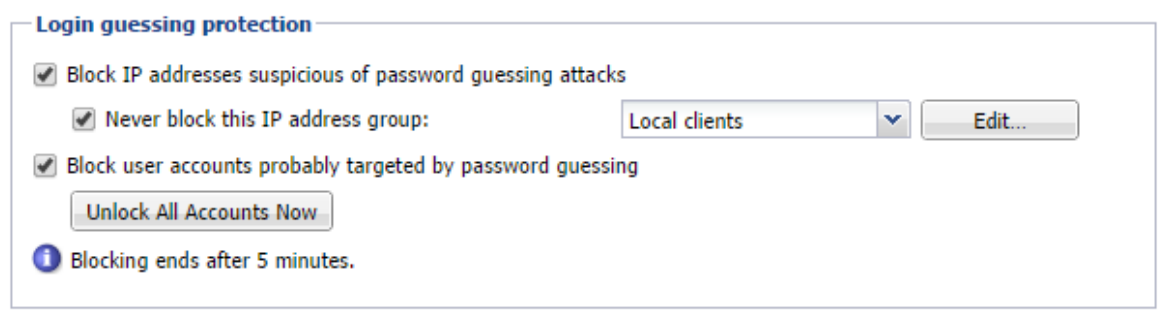 Login guessing protection
Block IP addresses suspicious of password guessing attacks
Never block this IP address group: Local clients Edit...
Block user accounts probably targeted by password guessing
Unlock All Accounts Now
Blocking ends after 5 minutes.